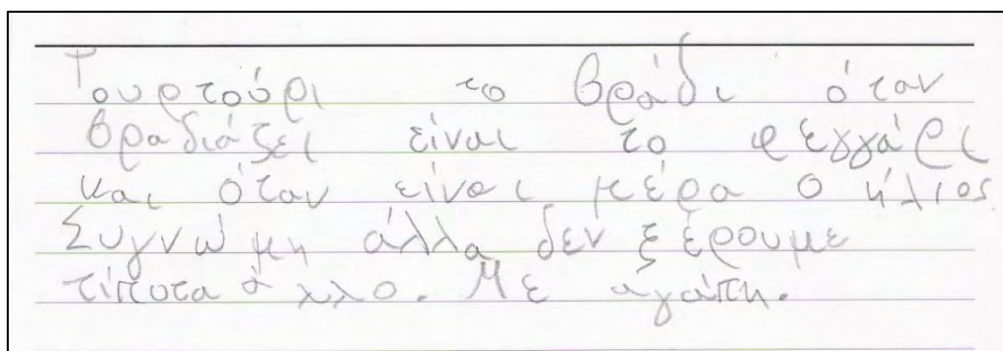 Τουρτούρι το βράδι όταν
βραδιάζει είναι το φεγγάρι
και όταν είναι μέρα ο ήλιος.
Συγνώμη άλλα δεν ξέρουμε
τίποτα άλλο. Με αγάπη.